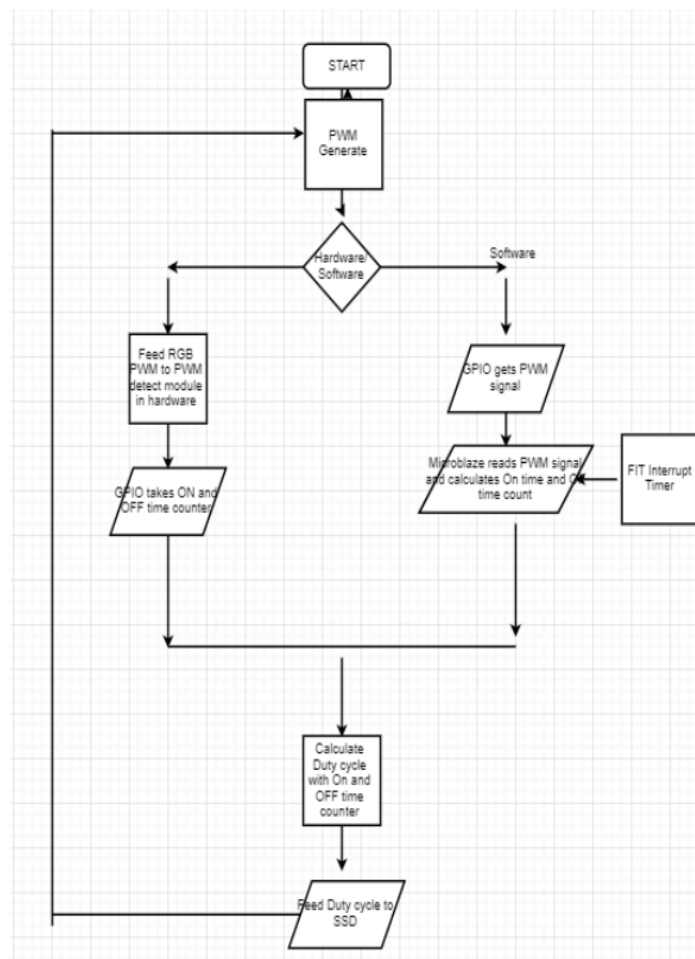 START
PWM
Generate
Hardware/
Software
Software
Feed RGB
PWM to PWM
detect module
in hardware
GPIO gets PWM
signal
Microblaze reads PWM signal
and calculates On time and
time count
FIT Interrupt
Timer
GPIO takes ON and
OFF time counter
Calculate
Duty cycle
with On and
OFF time
counter
Feed Duty cycle to
SSD